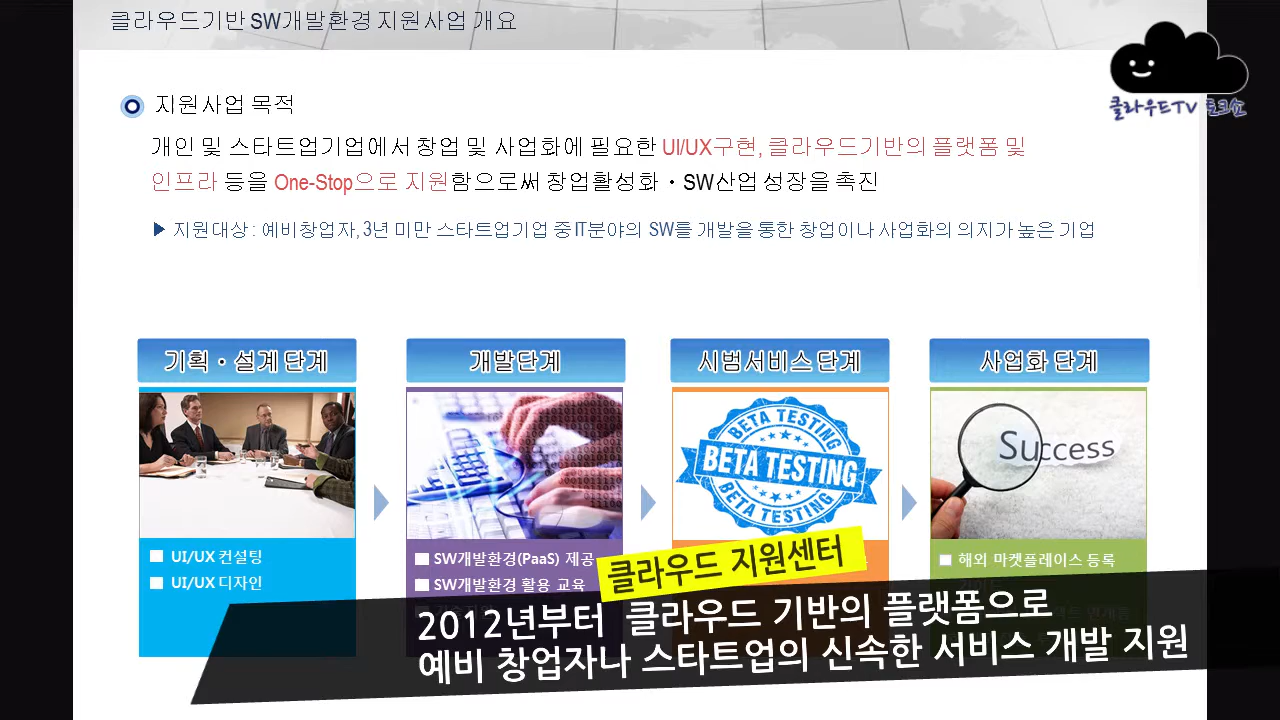 클라우드기반 SW개발환경 지원사업 개요
클라우드TV 토크쇼
지원사업 목적
개인 및 스타트업기업에서 창업 및 사업화에 필요한 UI/UX구현, 클라우드기반의 플랫폼 및
인프라 등을 One-Stop으로 지원함으로써 창업활성화・SW산업 성장을 촉진
▶ 지원대상 : 예비창업자, 3년 미만 스타트업기업 중 IT분야의 SW를 개발을 통한 창업이나 사업화의 의지가 높은 기업
기획・설계 단계
개발단계
시범서비스 단계
사업화 단계
BETA TESTING
BETA TESTING
BETA TESTING
Success
■ UI/UX 컨설팅
■ UI/UX 디자인
■ SW개발환경(PaaS) 제공
■ SW개발환경 활용 교육
■ 해외 마켓플레이스 등록
클라우드 지원센터
2012년부터 클라우드 기반의 플랫폼으로
예비 창업자나 스타트업의 신속한 서비스 개발 지원